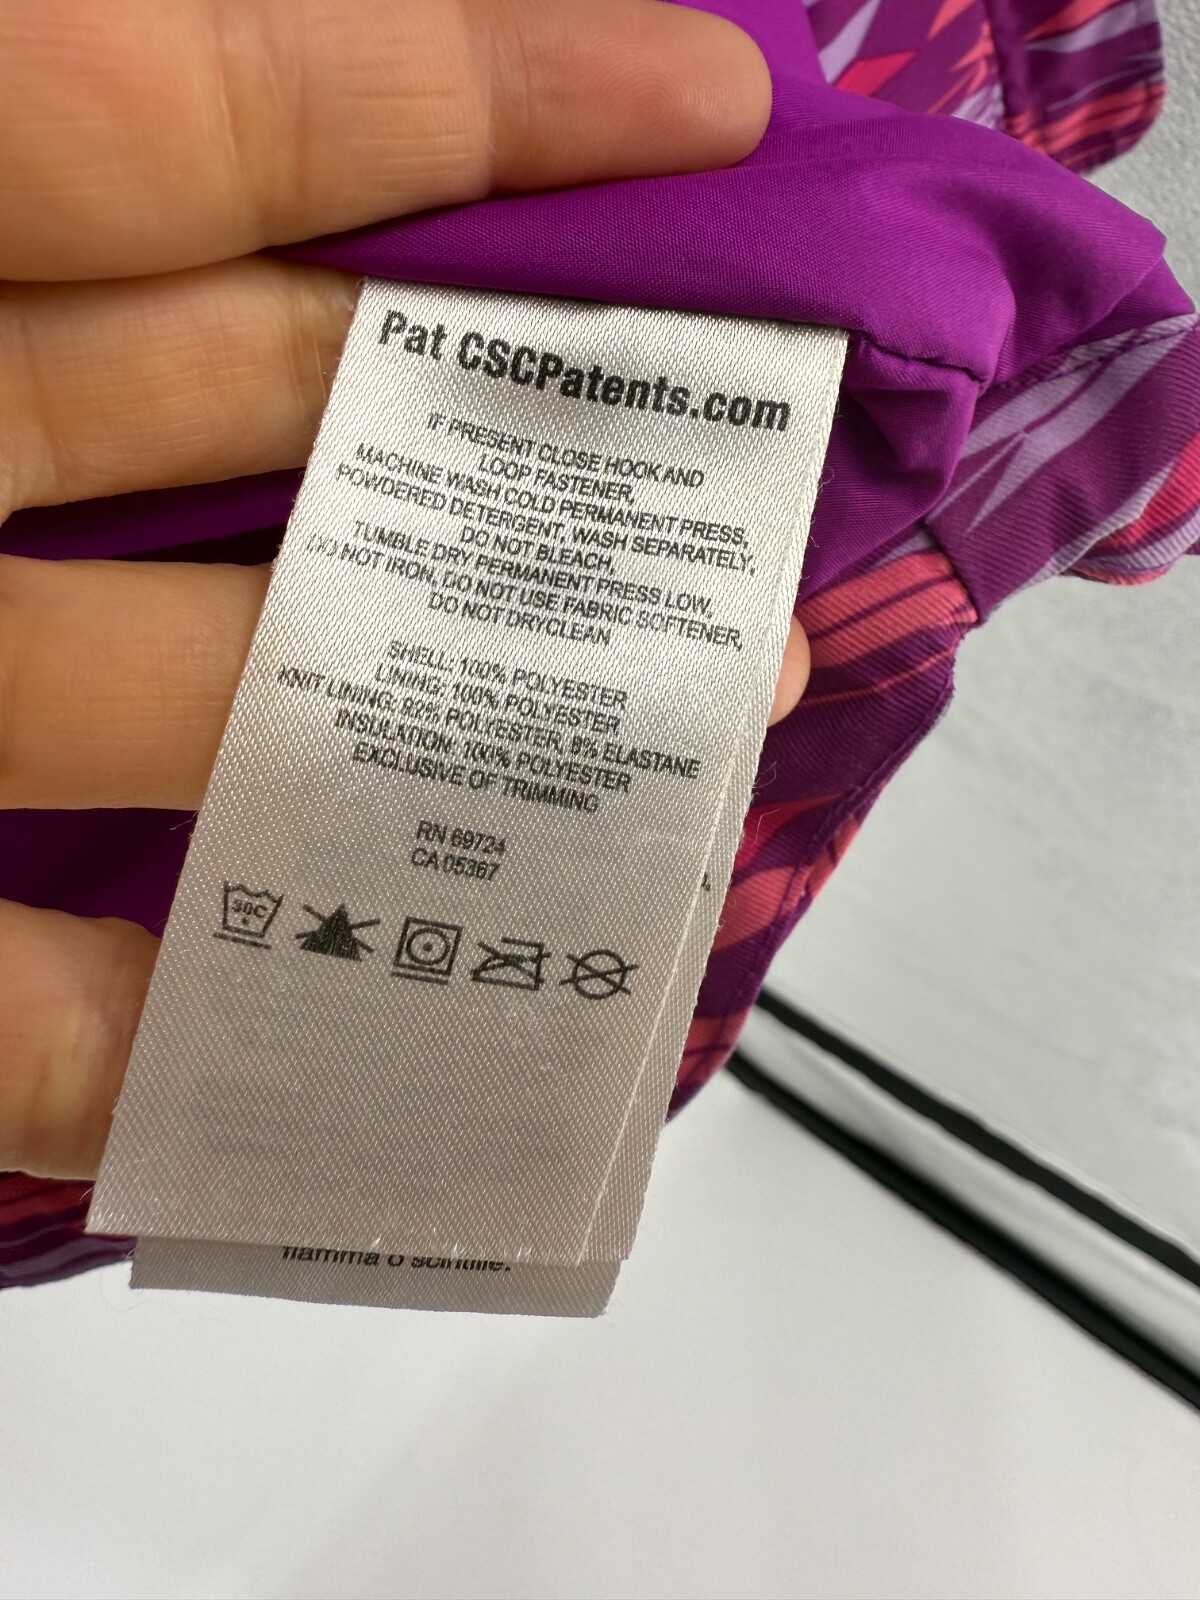 Pat CSCPatents.com
IF PRESENT CLOSE HOOK AND
LOOP FASTENER,
MACHINE WASH COLD PERMANENT PRESS,
POWDERED DETERGENT, WASH SEPARATELY,
DO NOT BLEACH,
TUMBLE DRY PERMANENT PRESS LOW,
DO NOT IRON, DO NOT USE FABRIC SOFTENER,
DO NOT DRYCLEAN
SHELL: 100% POLYESTER
LINING: 100% POLYESTER
KNIT LINING: 92% POLYESTER, 8% ELASTANE
INSULATION: 100% POLYESTER
EXCLUSIVE OF TRIMMING
RN 69724
CA 05367
30C
fiamma o scintille.